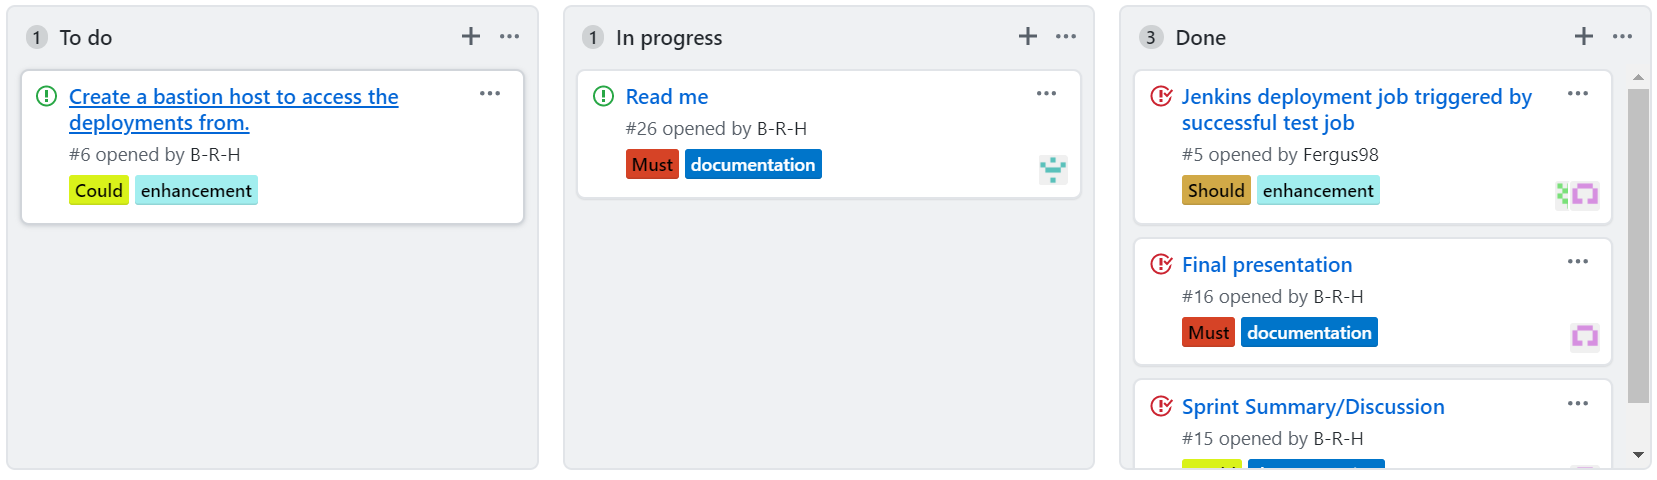 1 To do
Create a bastion host to access the
deployments from.
#6 opened by B-R-H
Could enhancement
1 In progress
Read me
#26 opened by B-R-H
Must documentation
3 Done
Jenkins deployment job triggered by
successful test job
#5 opened by Fergus98
Should enhancement
Final presentation
#16 opened by B-R-H
Must documentation
Sprint Summary/Discussion
#15 opened by B-R-H